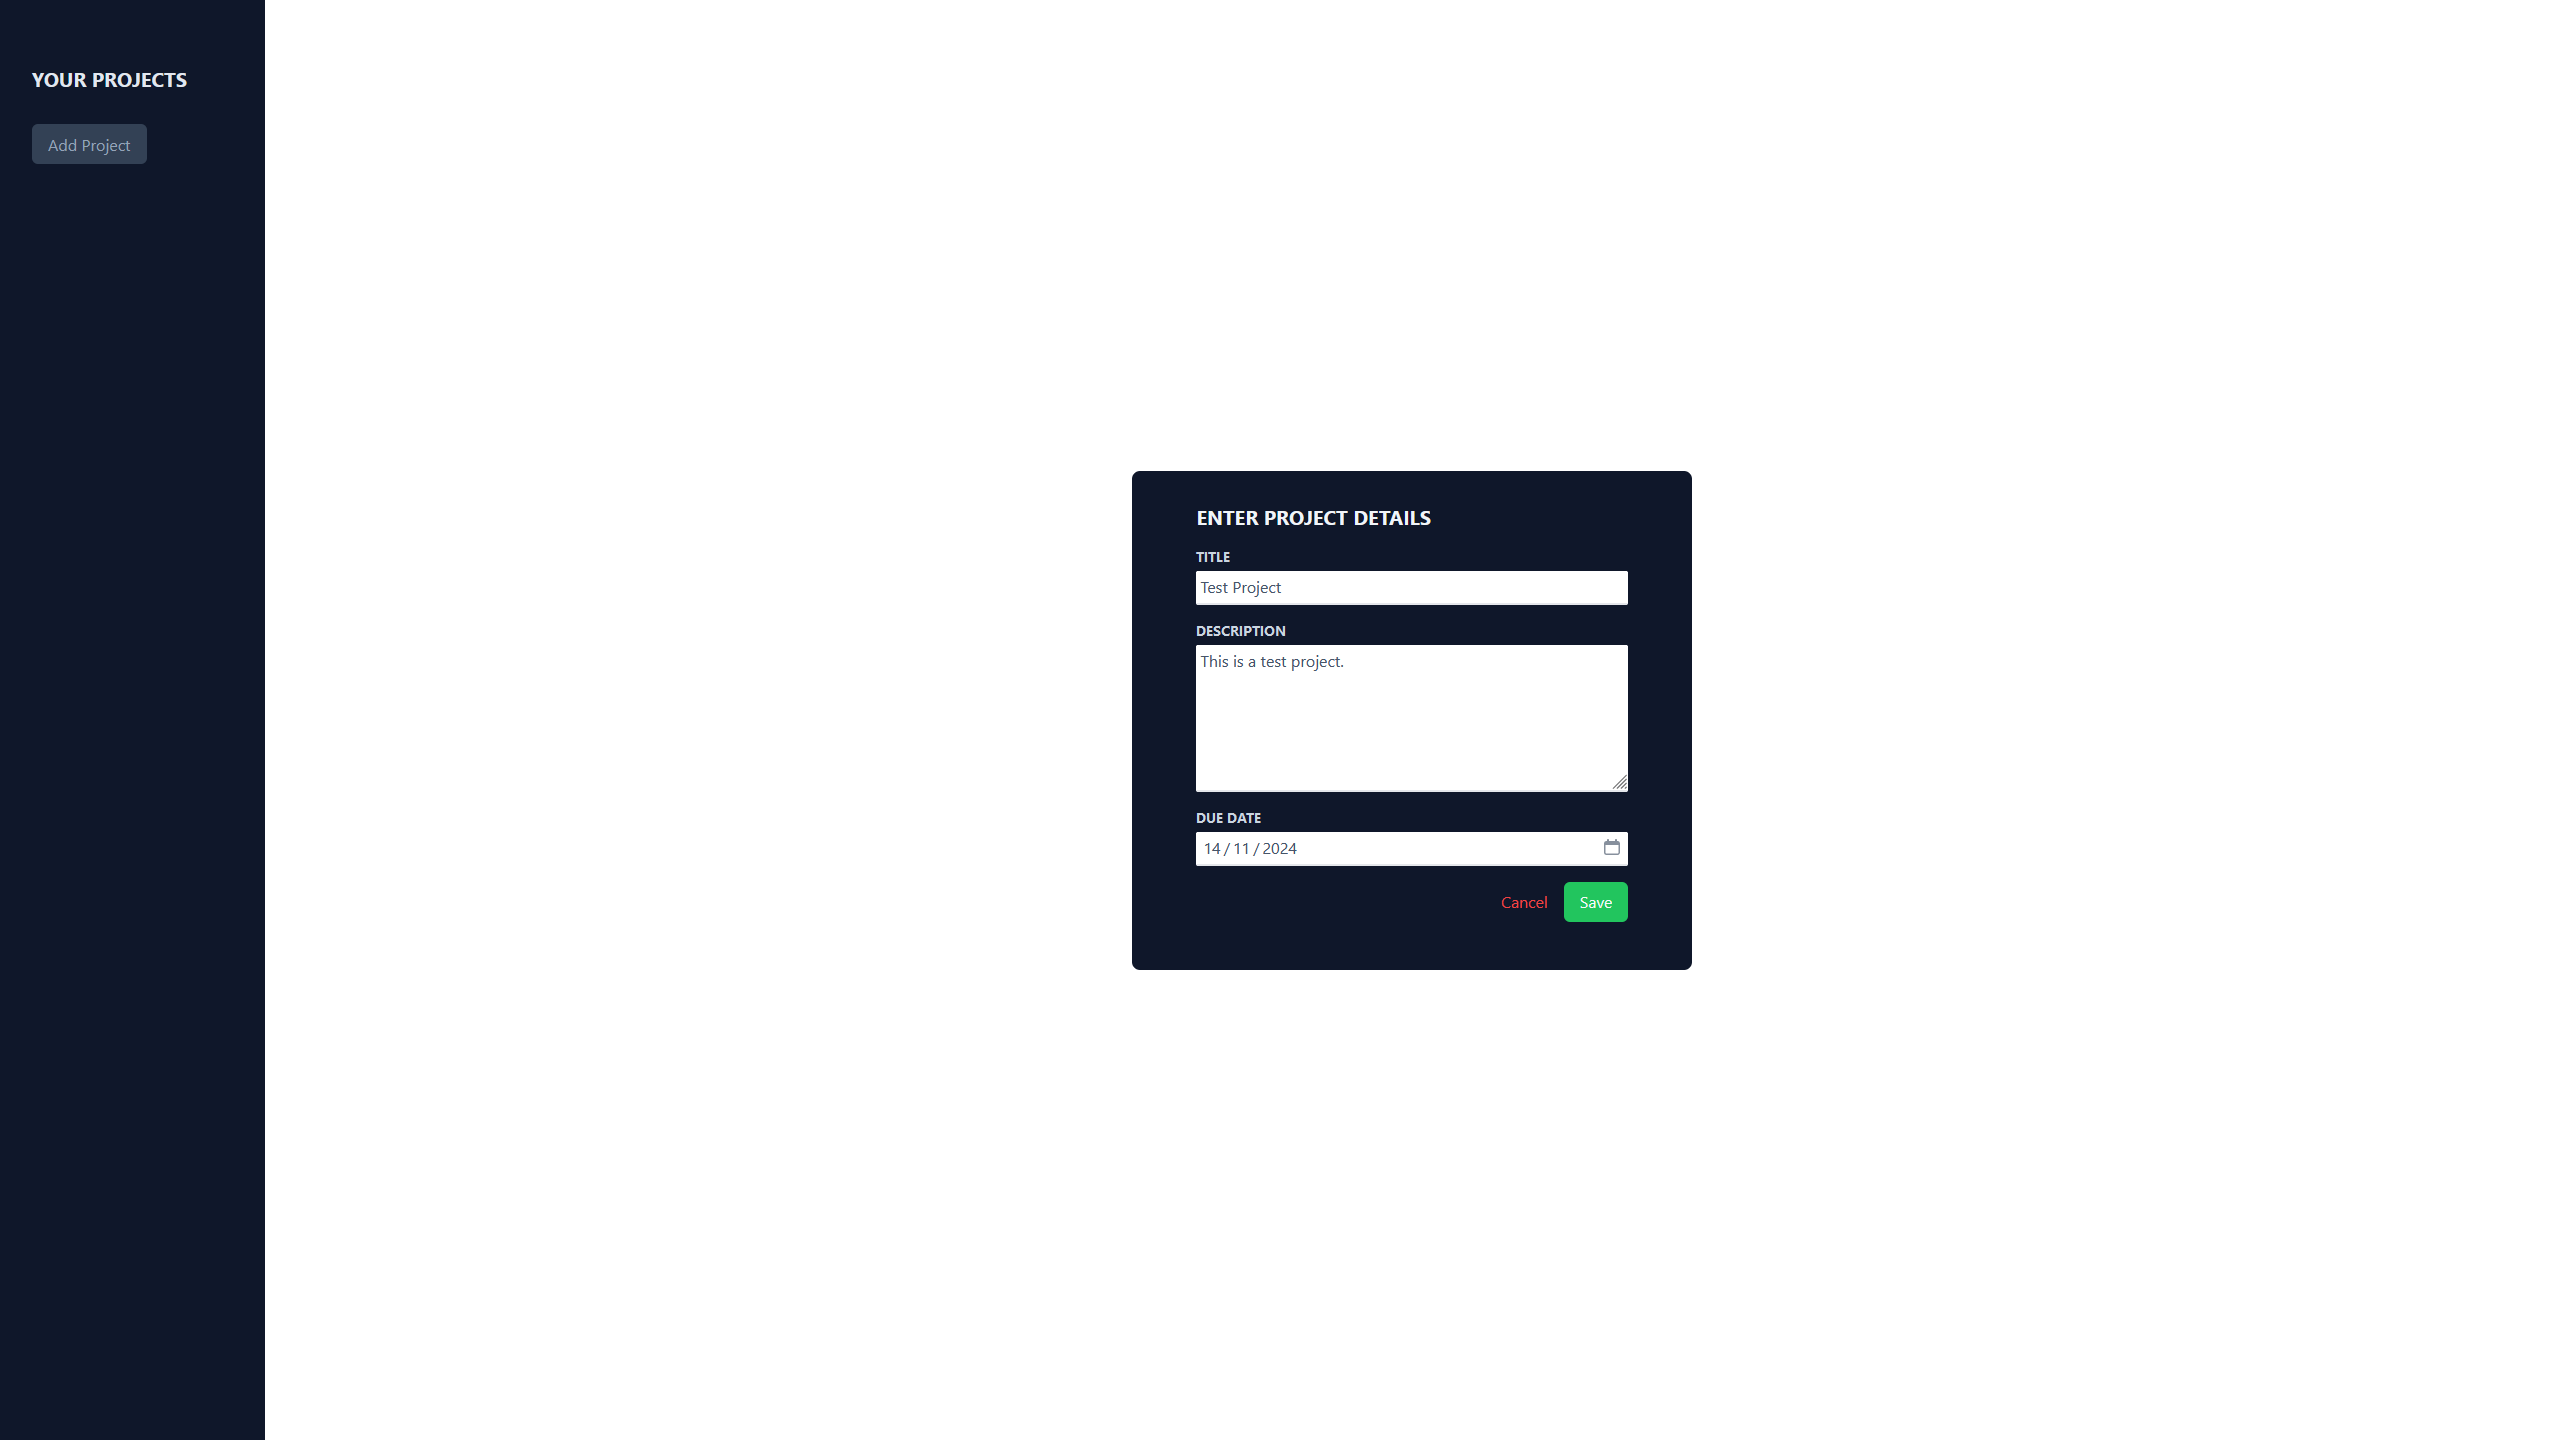 YOUR PROJECTS
Add Project
ENTER PROJECT DETAILS
TITLE
Test Project
DESCRIPTION
This is a test project.
DUE DATE
14/11/2024
Cancel Save